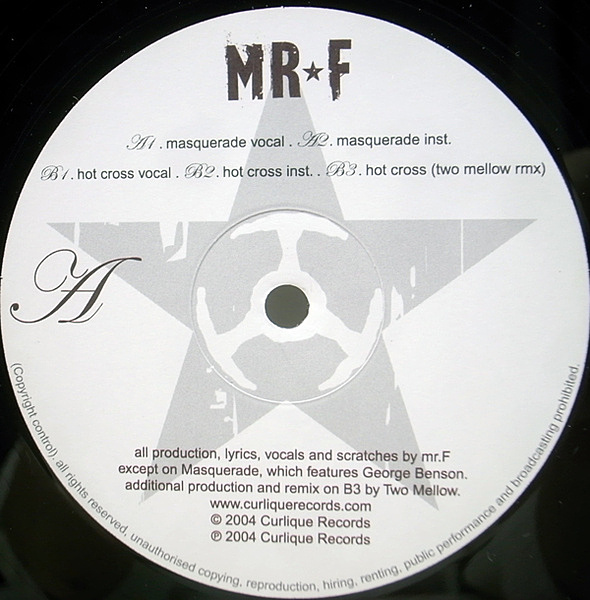 MR★F
A1. masquerade vocal . A2. masquerade inst.
B1. hot cross vocal . B2. hot cross inst. . B3. hot cross (two mellow rmx)
A
all production, lyrics, vocals and scratches by mr.F
except on Masquerade, which features George Benson.
additional production and remix on B3 by Two Mellow.
www.curliquerecords.com
© 2004 Curlique Records
℗ 2004 Curlique Records
(Copyright control), all rights reserved, unauthorised copying, reproduction, hiring, renting, public performance and broadcasting prohibited.